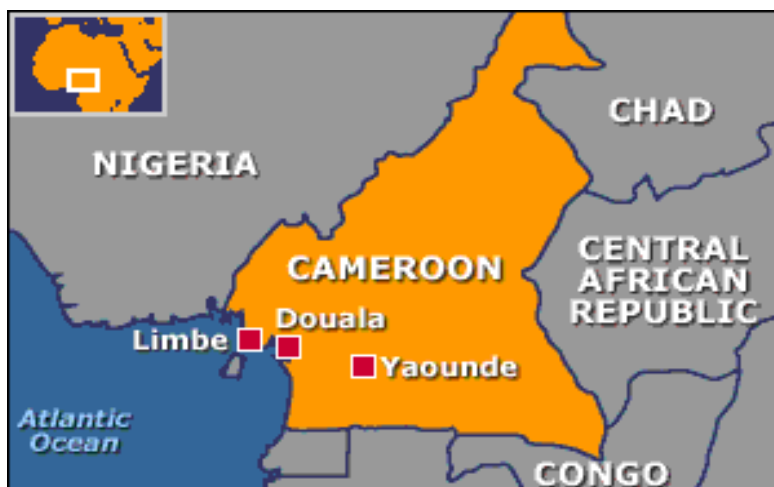 CHAD
NIGERIA
CENTRAL
AFRICAN
REPUBLIC
CAMEROON
Douala
Limbe
Yaounde
Atlantic
Ocean
CONGO